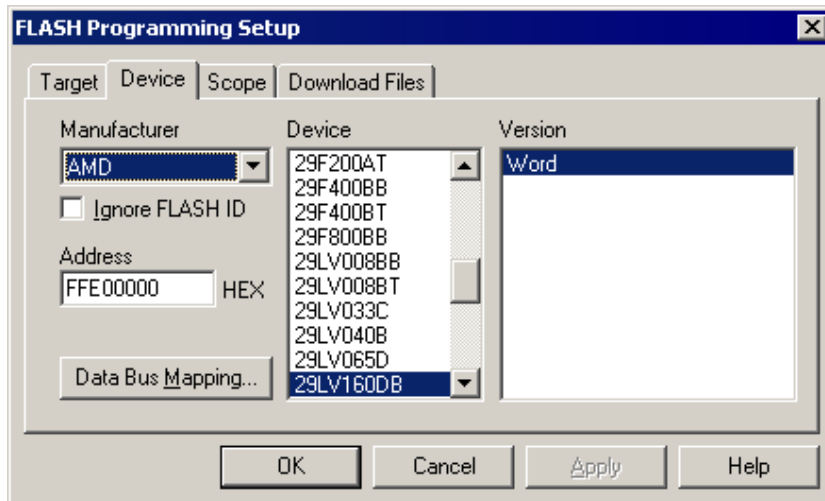 FLASH Programming Setup
Target Device Scope Download Files
Manufacturer
AMD
Ignore FLASH ID
Address
FFE00000 HEX
Data Bus Mapping...
Device
29F200AT
29F400BB
29F400BT
29F800BB
29LV008BB
29LV008BT
29LV033C
29LV040B
29LV065D
29LV160DB
Version
Word
OK Cancel Apply Help